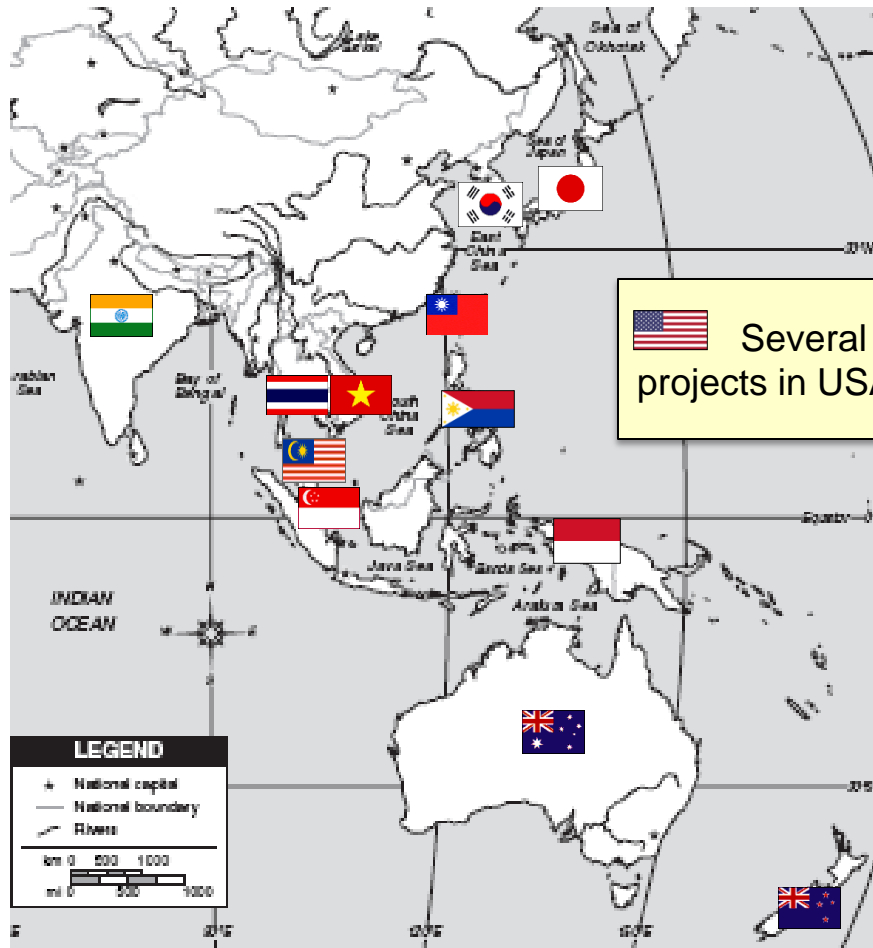 Sea of
Okhotsk
Sea of
Japan
East
China
Sea
Several
projects in USA
Bay of
Bengal
Sea
South
China
Sea
Equator
Java Sea
Banda Sea
Arafura Sea
INDIAN
OCEAN
N
W
E
S
LEGEND
National capital
National boundary
Rivers
km 0 500 1000
mi 0 500 1000